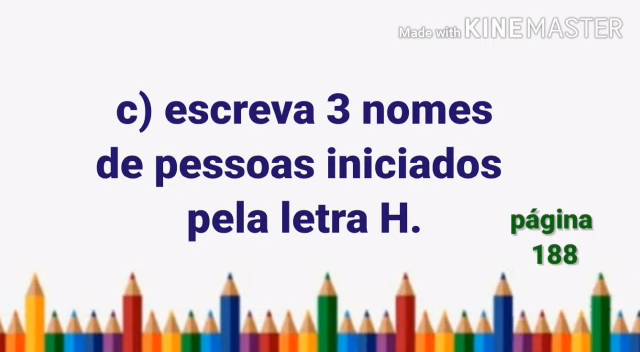 Made with KINEMASTER
c) escreva 3 nomes
de pessoas iniciados
pela letra H.
página
188